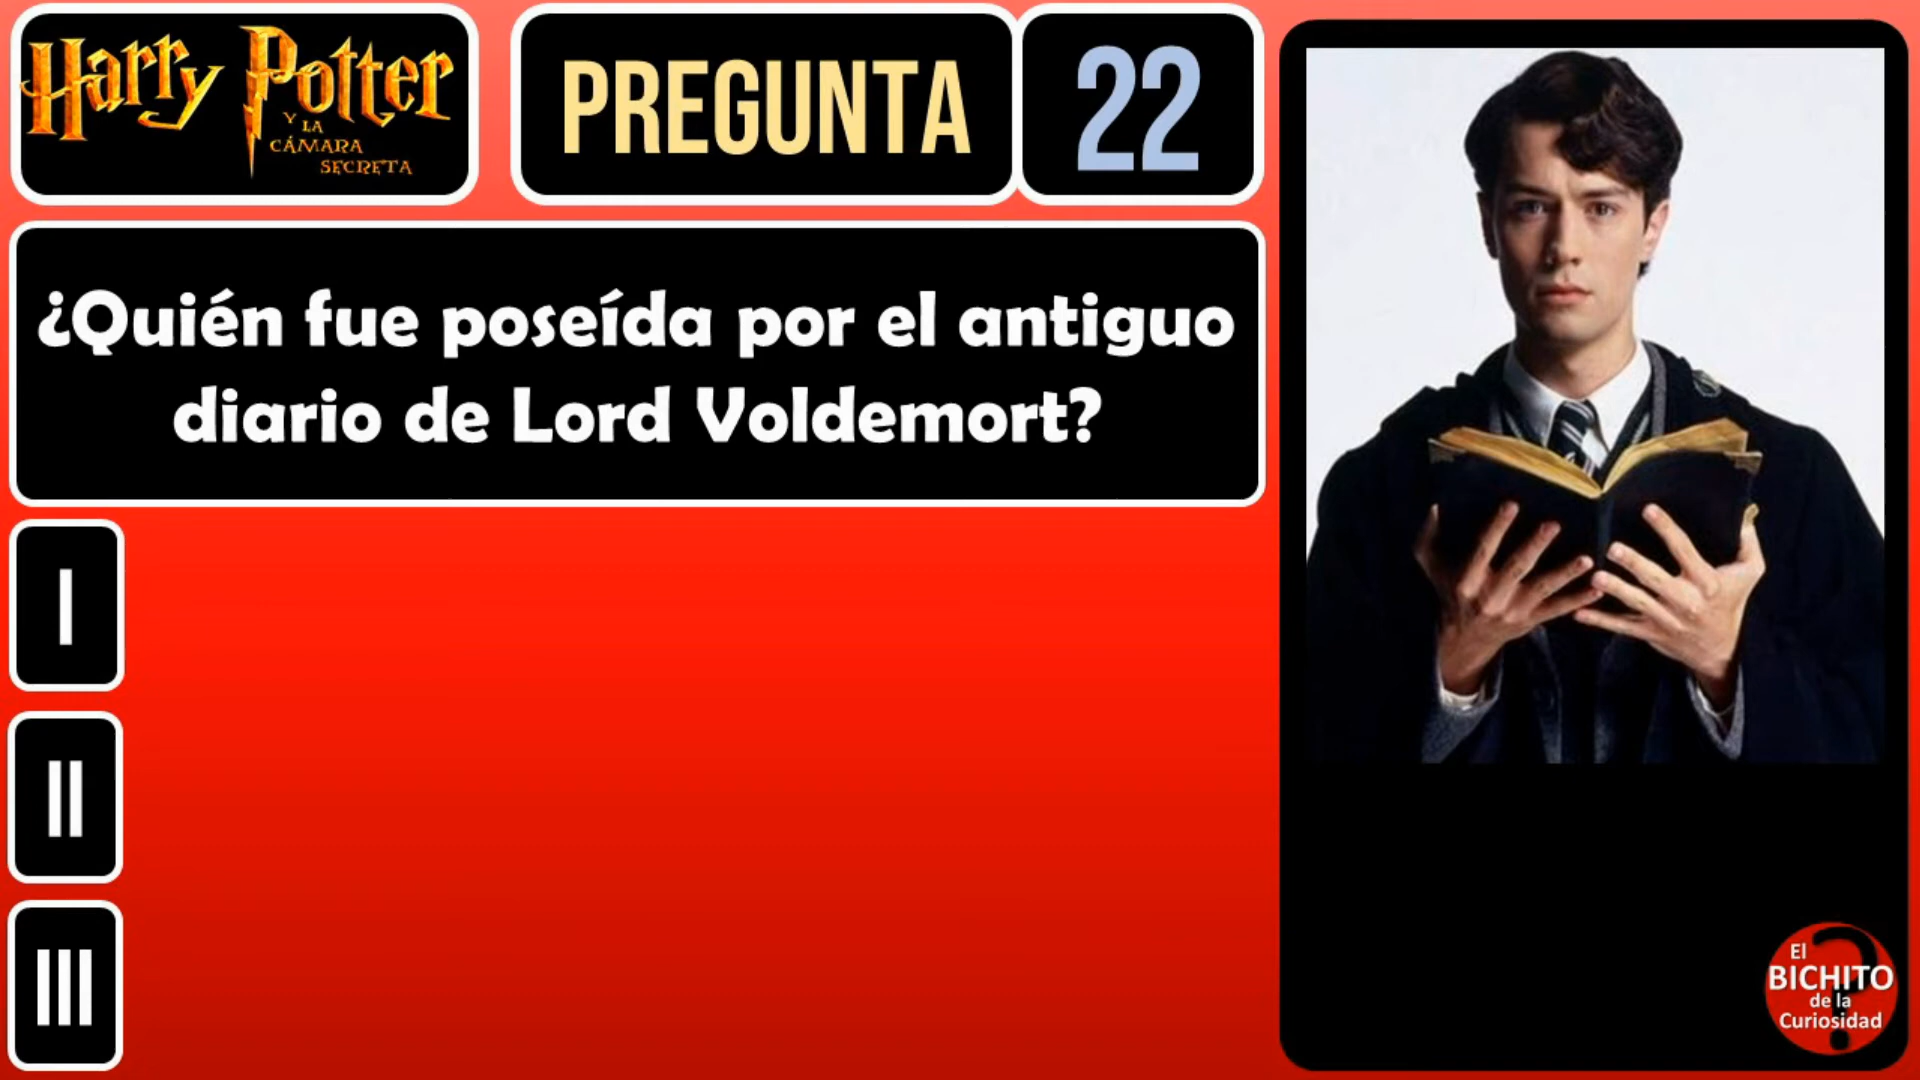 Harry Potter
Y LA
CÁMARA
SECRETA
PREGUNTA
22
¿Quién fue poseída por el antiguo
diario de Lord Voldemort?
I
II
III
El
BICHITO
de la
Curiosidad
?